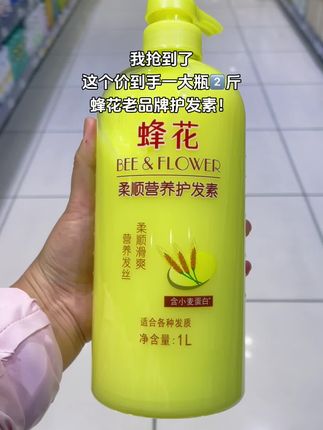 我抢到了
这个价到手一大瓶2️⃣斤
蜂花老品牌护发素！
蜂花
BEE & FLOWER
柔顺营养护发素
柔顺滑爽
营养发丝
含小麦蛋白*
适合各种发质
净含量：1L